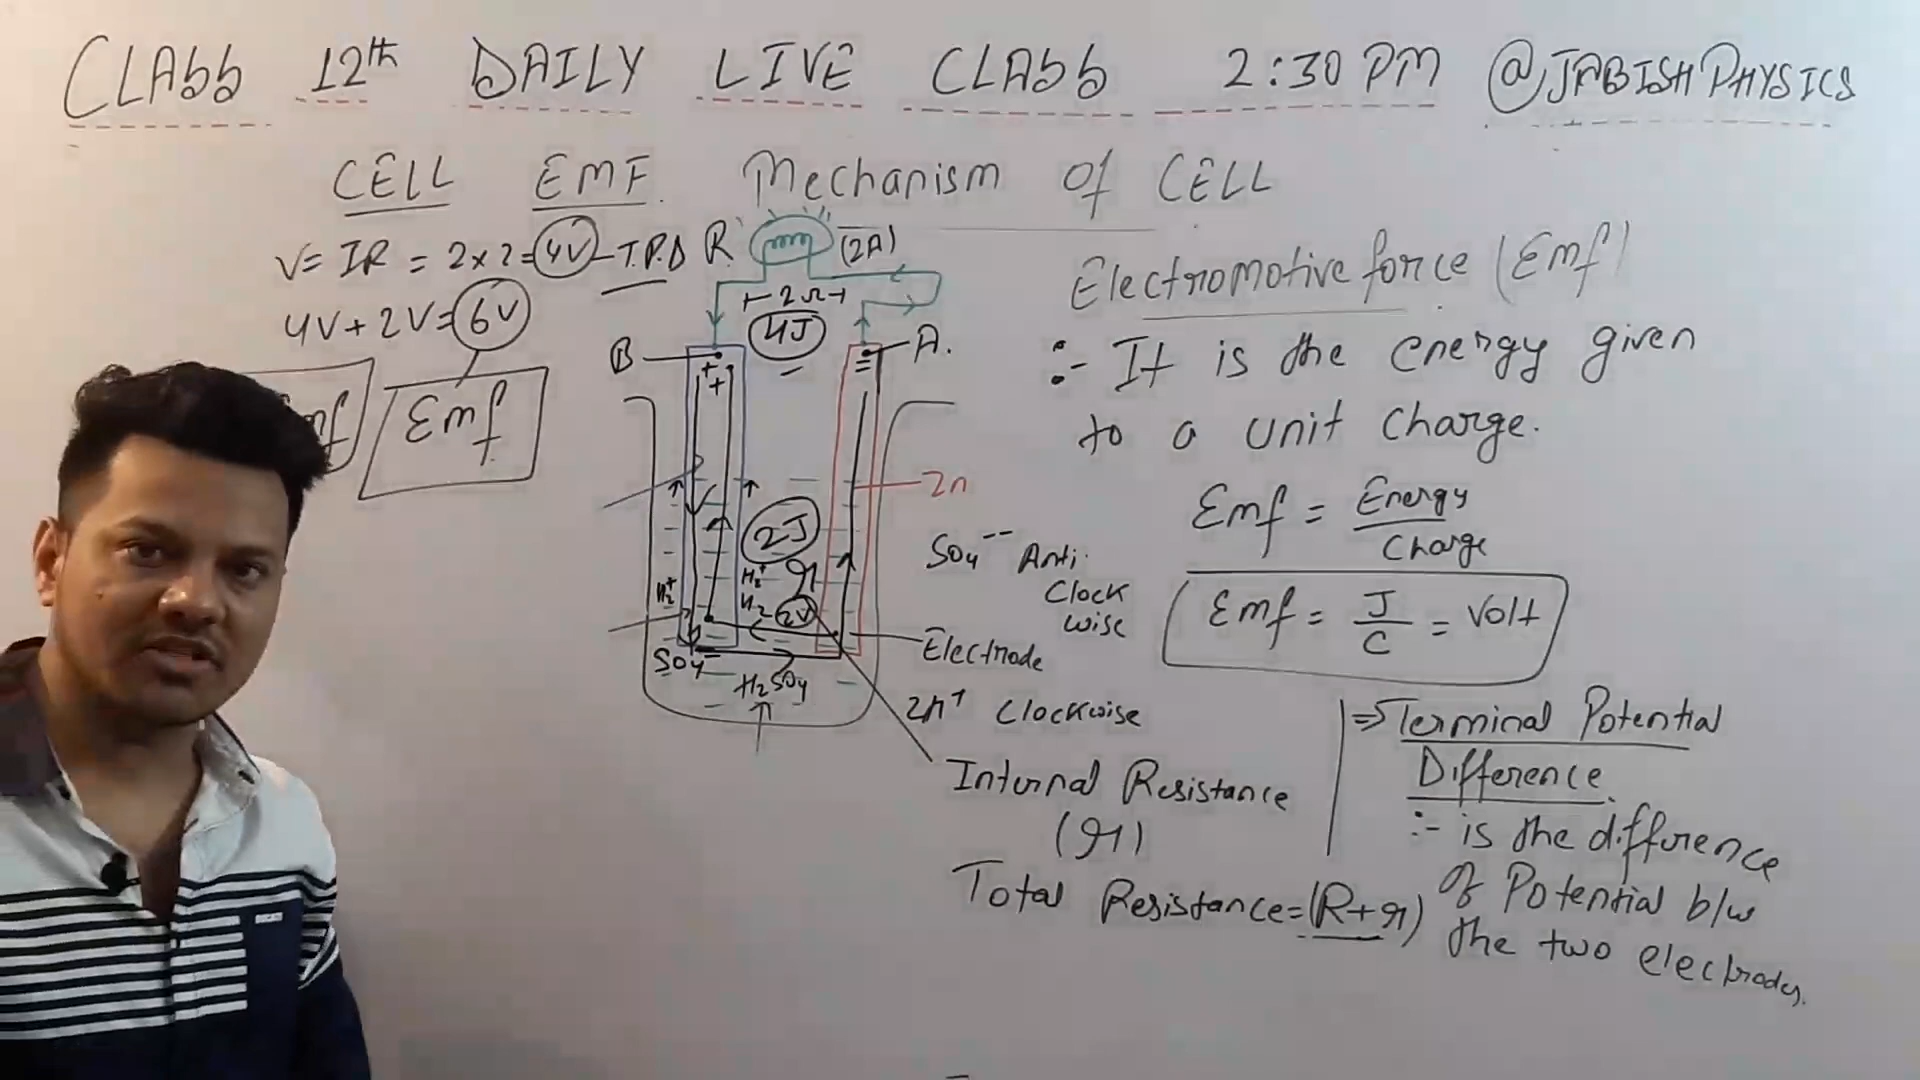 CLASS 12th DAILY LIVE CLASS 2:30 PM @JABISHPHYSICS
CELL EMF Mechanism of CELL
V = IR = 2 x 2 = 4V - T.P.D
4V + 2V = 6V
Emf
R (2A)
2Ω
4J
B
A.
++
2J
r
2V
H2+
H2+
H2
SO4--
H2SO4
Zn
SO4-- Anti
Clock
wise
Electrode
Zn+ Clockwise
Internal Resistance
(r)
Total Resistance = (R+r)
Electromotive force (Emf)
:- It is the energy given
to a unit charge.
Emf = Energy
Charge
Emf = J/C = Volt
⇒ Terminal Potential
Difference.
:- is the difference
of Potential b/w
the two electrodes.